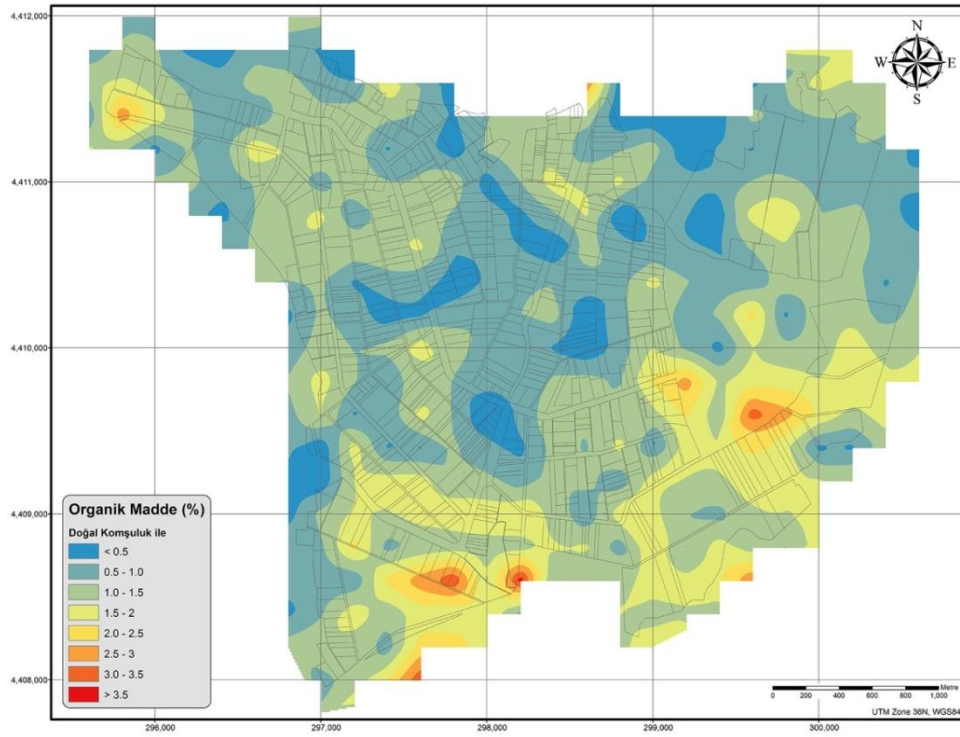 4,412,000
N
W E
S
4,411,000
4,410,000
4,409,000
4,408,000
Organik Madde (%)
Doğal Komşuluk ile
< 0.5
0.5 - 1.0
1.0 - 1.5
1.5 - 2
2.0 - 2.5
2.5 - 3
3.0 - 3.5
> 3.5
Metre
0 200 400 600 800 1,000
UTM Zone 36N, WGS84
296,000 297,000 298,000 299,000 300,000